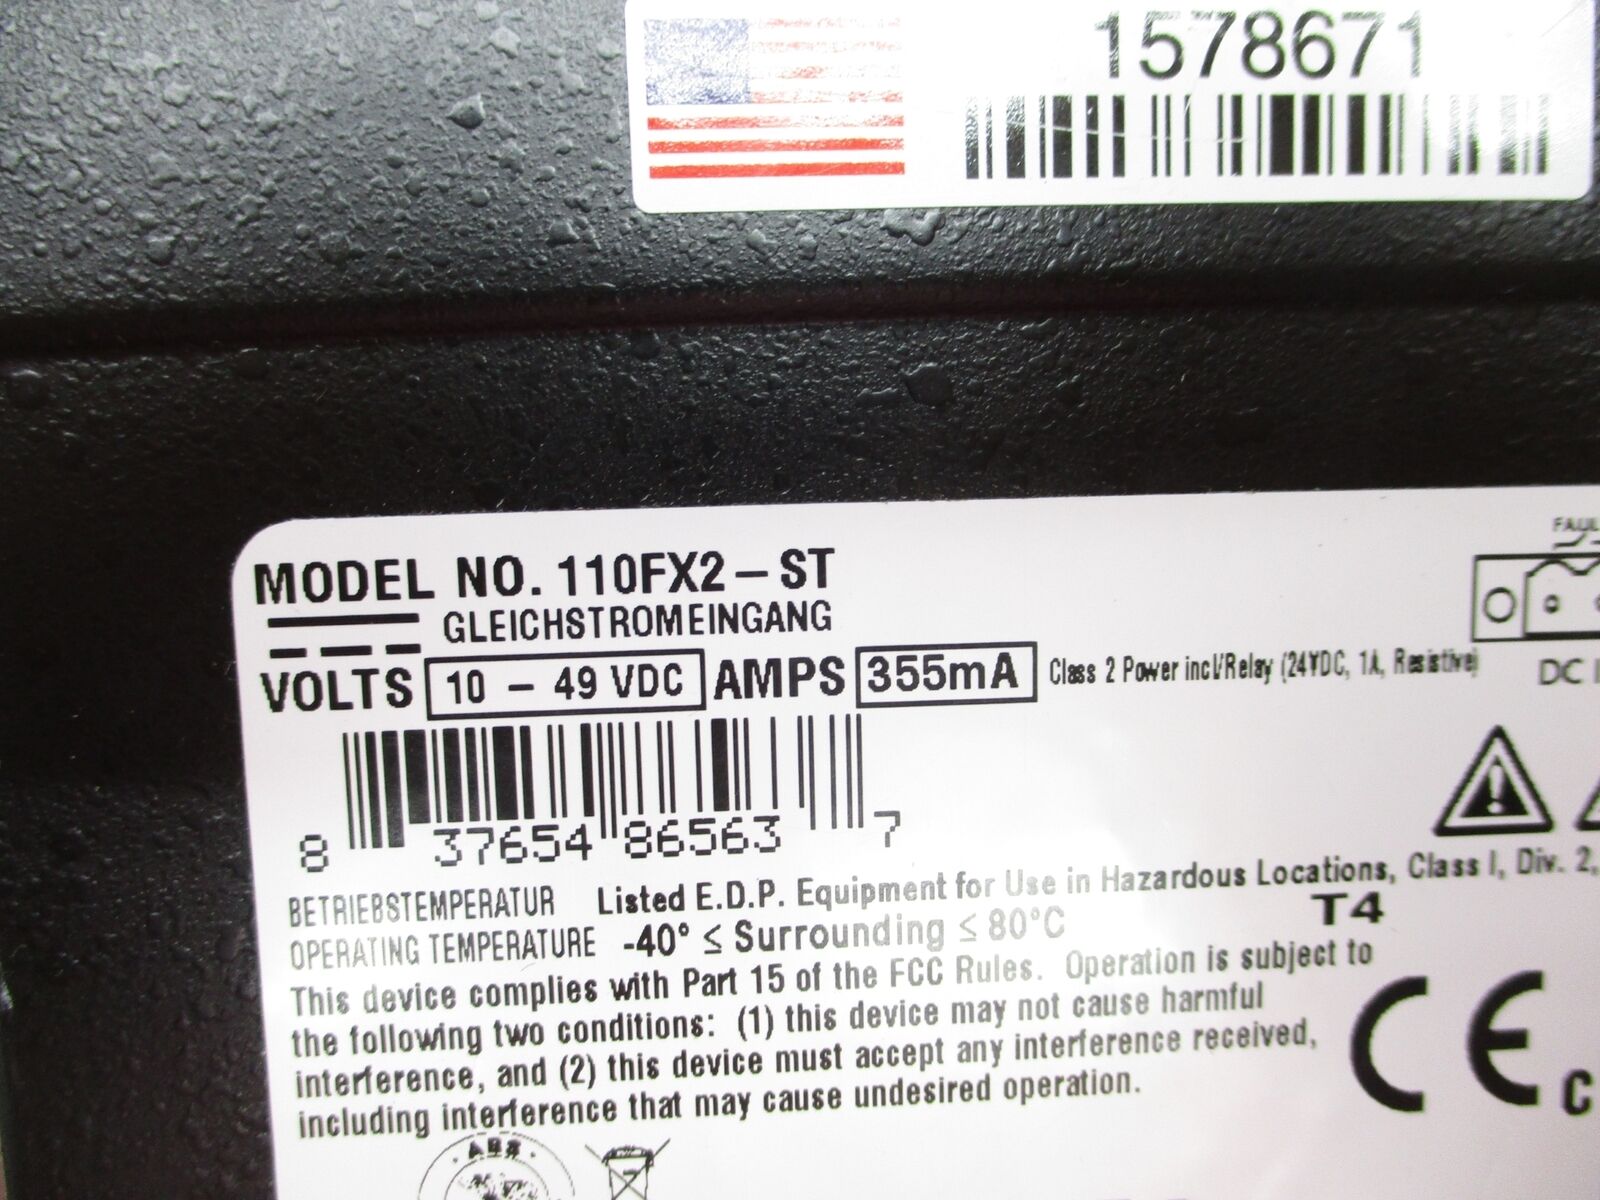 1578671
MODEL NO. 110FX2-ST
GLEICHSTROMEINGANG
VOLTS 10 - 49 VDC AMPS 355mA Class 2 Power incl/Relay (24VDC, 1A, Resistive)
8 37654 86563 7
BETRIEBSTEMPERATUR Listed E.D.P. Equipment for Use in Hazardous Locations, Class I, Div. 2,
OPERATING TEMPERATURE -40° ≤ Surrounding ≤ 80°C T4
This device complies with Part 15 of the FCC Rules. Operation is subject to
the following two conditions: (1) this device may not cause harmful
interference, and (2) this device must accept any interference received,
including interference that may cause undesired operation.
CE
C
ABS
DC